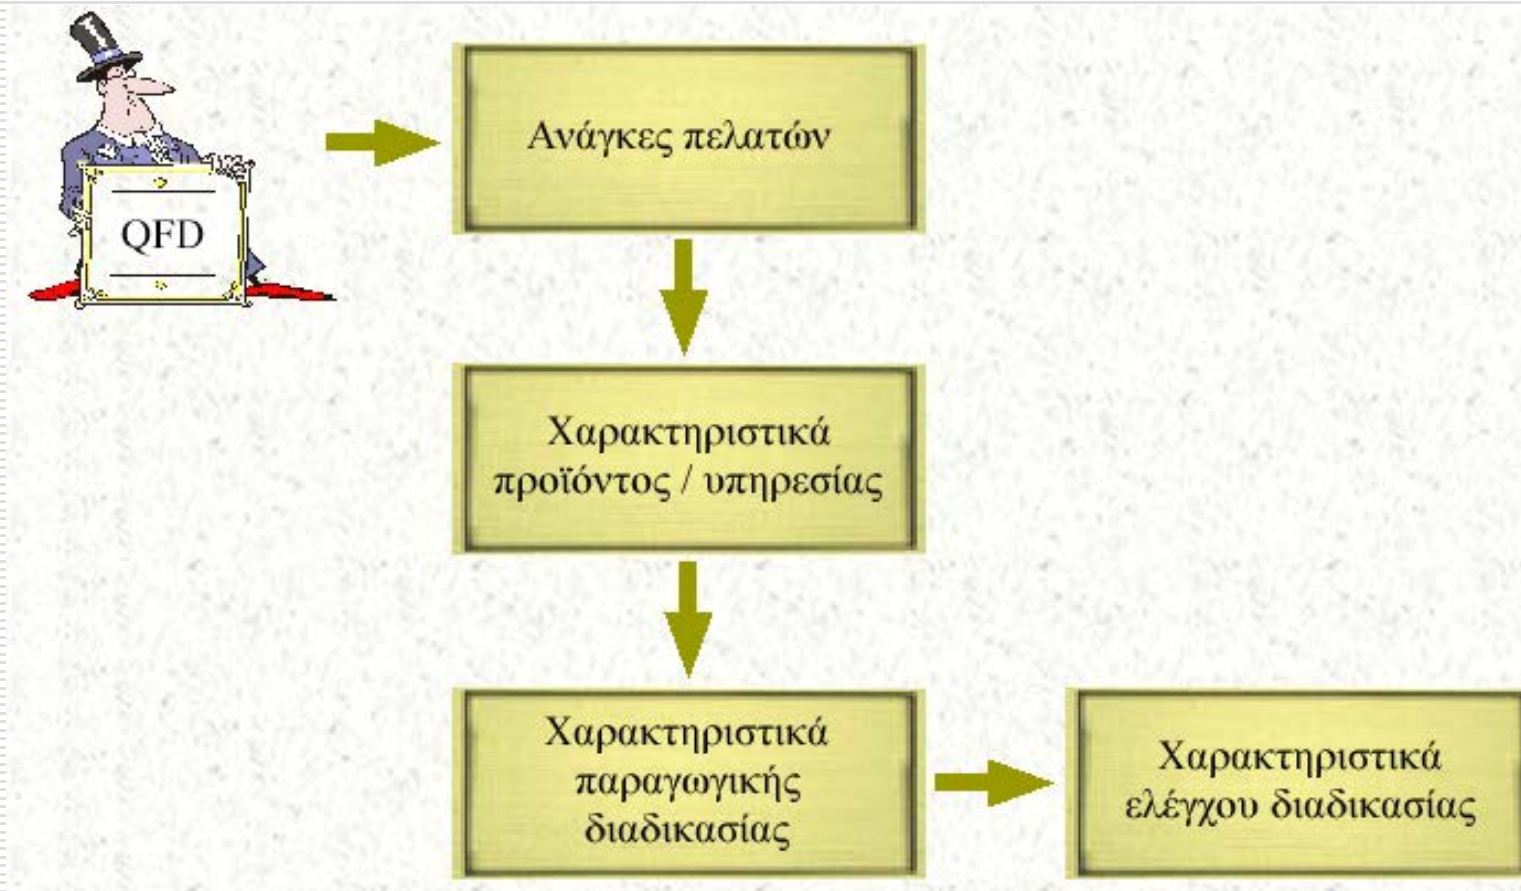 QFD
Ανάγκες πελατών
Χαρακτηριστικά
προϊόντος / υπηρεσίας
Χαρακτηριστικά
παραγωγικής
διαδικασίας
Χαρακτηριστικά
ελέγχου διαδικασίας